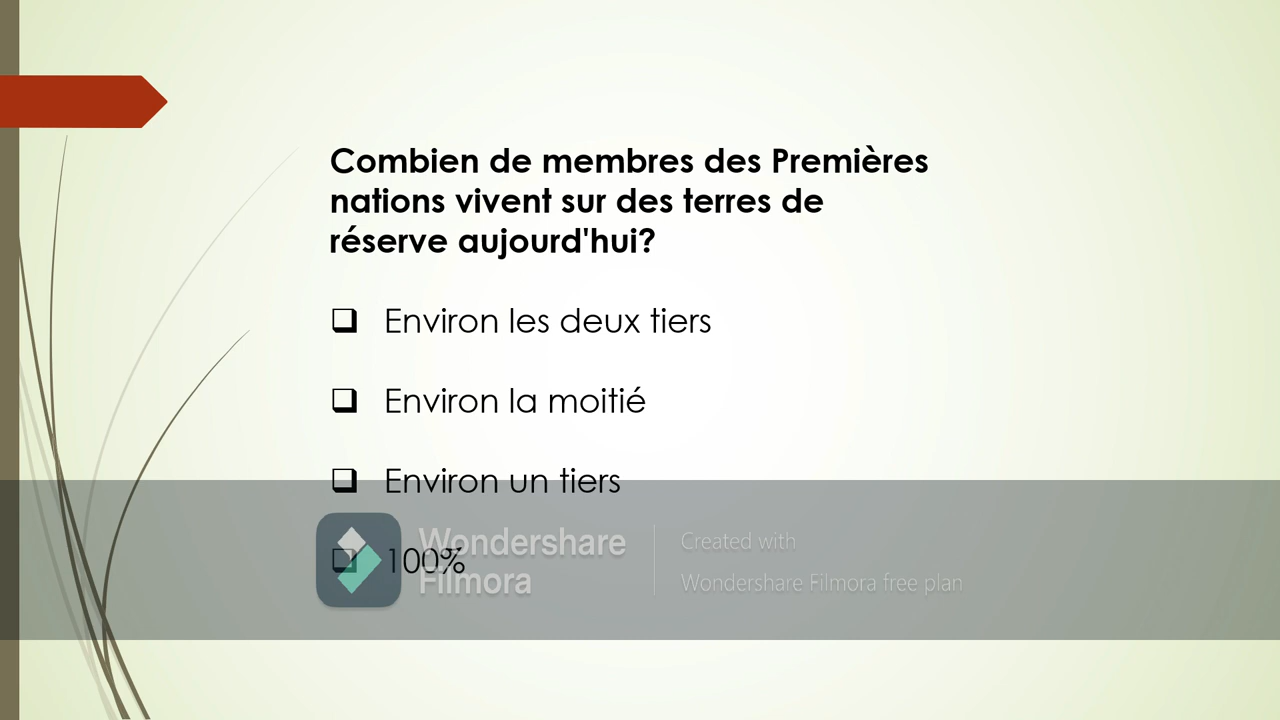 Combien de membres des Premières
nations vivent sur des terres de
réserve aujourd'hui?
Environ les deux tiers
Environ la moitié
Environ un tiers
100%
Wondershare
Filmora
Created with
Wondershare Filmora free plan